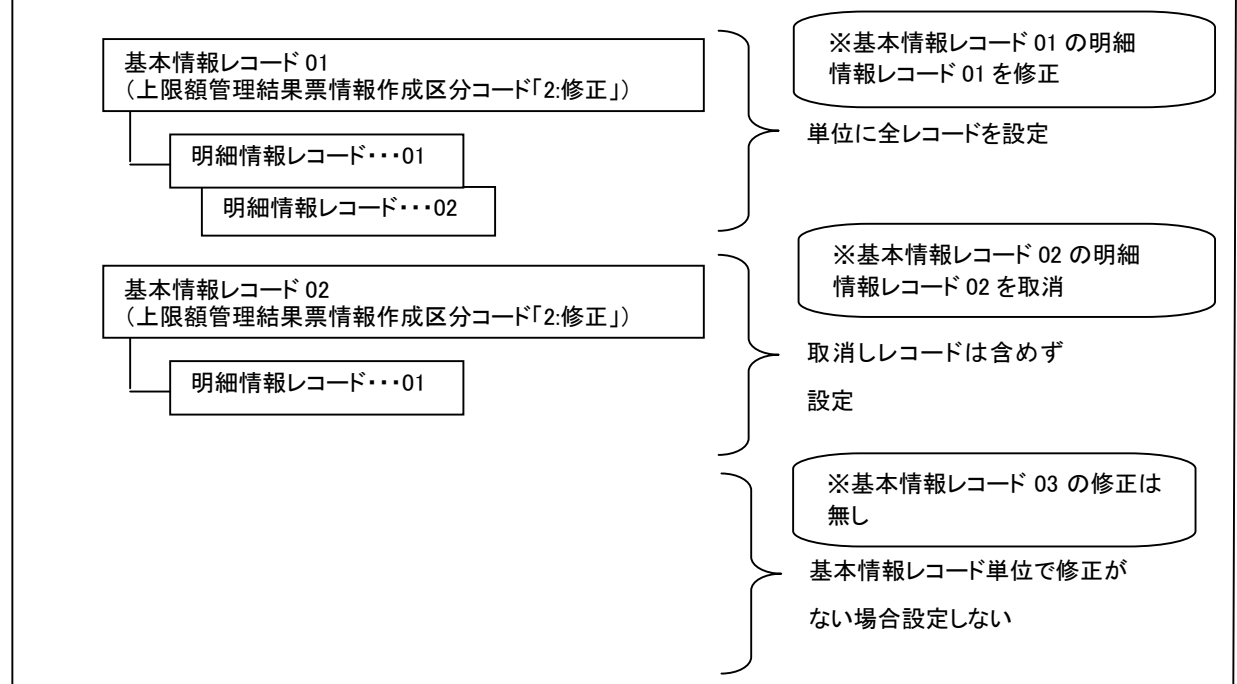 基本情報レコード 01
（上限額管理結果票情報作成区分コード「2:修正」）
明細情報レコード・・・01
明細情報レコード・・・02
※基本情報レコード 01 の明細
情報レコード 01 を修正
単位に全レコードを設定
基本情報レコード 02
（上限額管理結果票情報作成区分コード「2:修正」）
明細情報レコード・・・01
※基本情報レコード 02 の明細
情報レコード 02 を取消
取消しレコードは含めず
設定
※基本情報レコード 03 の修正は
無し
基本情報レコード単位で修正が
ない場合設定しない